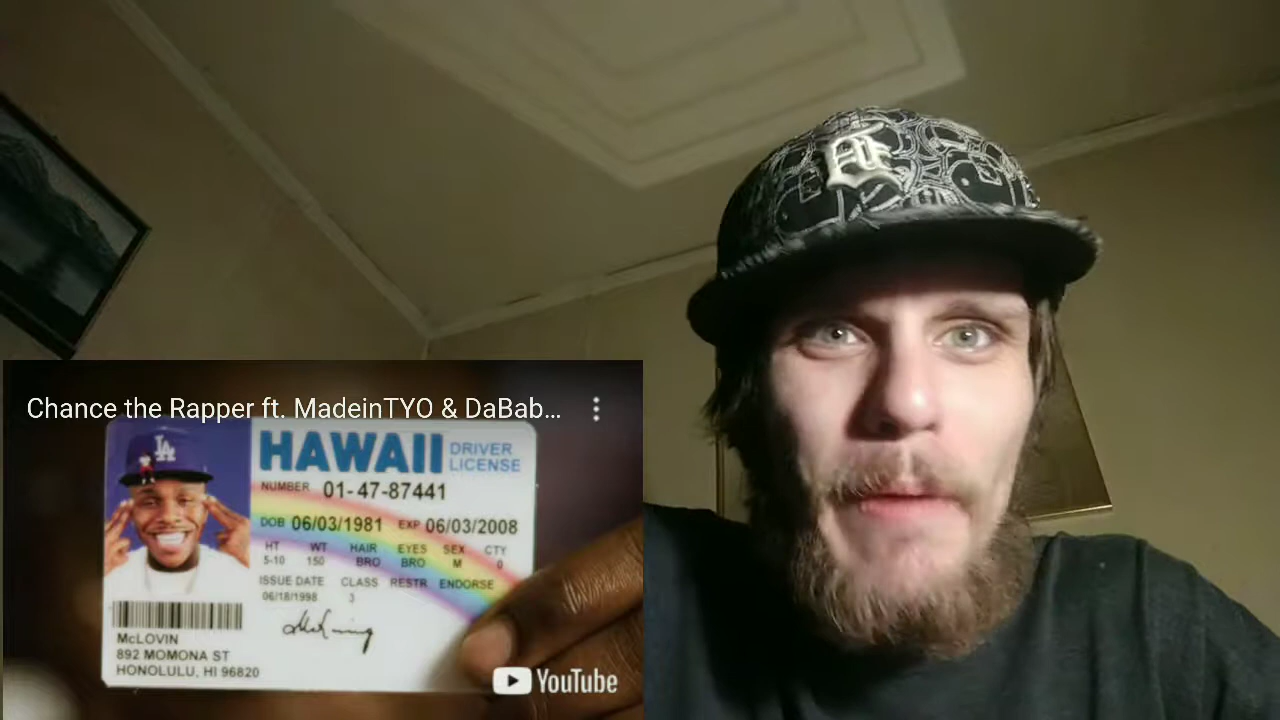 Chance the Rapper ft. MadeinTYO & DaBab...
LA
HAWAII DRIVER LICENSE
NUMBER 01-47-87441
DOB 06/03/1981 EXP 06/03/2008
HT WT HAIR EYES SEX CTY
5-10 150 BRO BRO M 0
ISSUE DATE CLASS RESTR ENDORSE
06/18/1998 3
McLOVIN
892 MOMONA ST
HONOLULU, HI 96820
YouTube